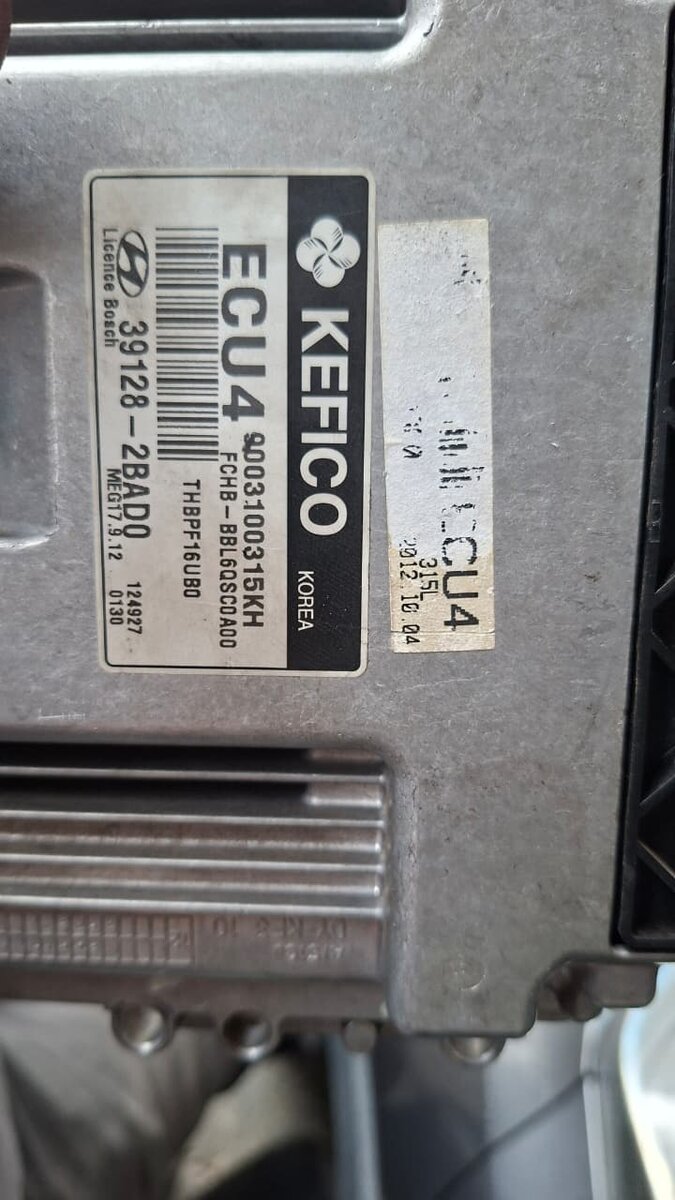 KEFICO KOREA
ECU4 9003100315KH
FCHB-BBL6QSC0A00
THBPF16UB0
39128-2BAD0 124927
Licence Bosch MEG17.9.12 0130
ECU4
315L
2012.10.04